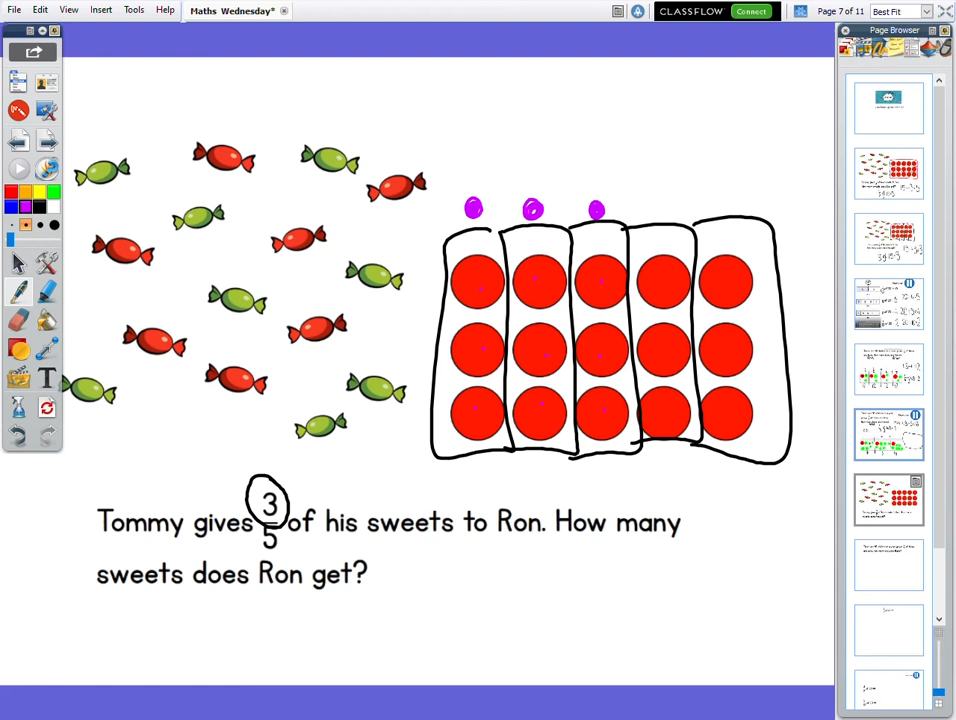 File Edit View Insert Tools Help Maths Wednesday* CLASSFLOW Connect Page 7 of 11 Best Fit
Page Browser
Tommy gives 3/5 of his sweets to Ron. How many
sweets does Ron get?